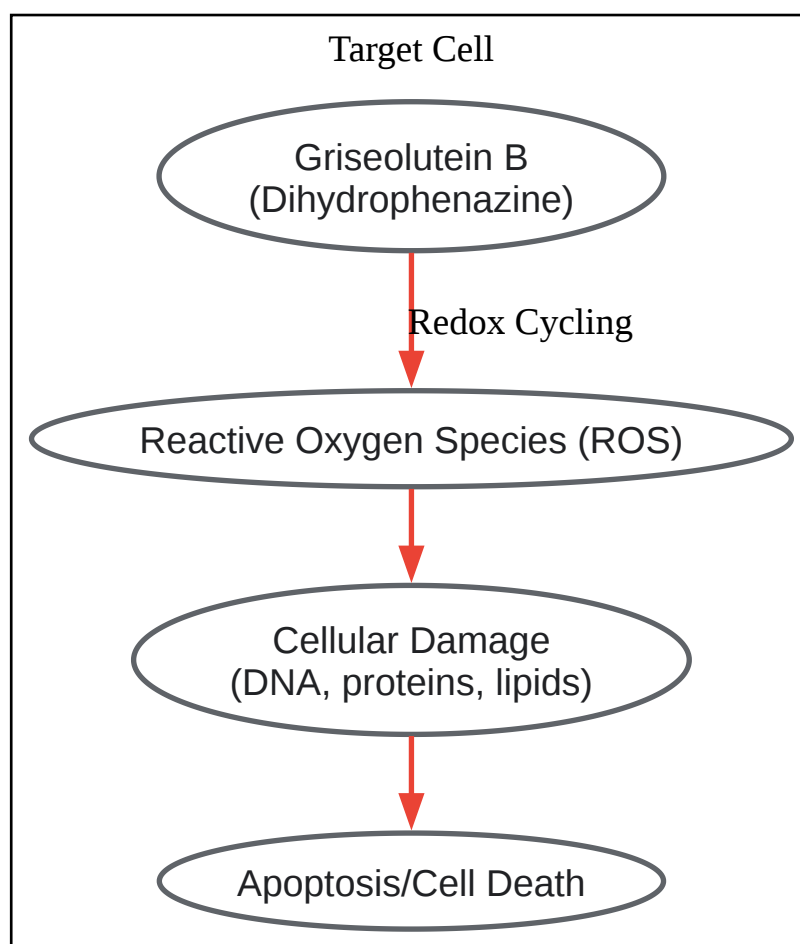 Target Cell
Griseolutein B
(Dihydrophenazine)
Redox Cycling
Reactive Oxygen Species (ROS)
Cellular Damage
(DNA, proteins, lipids)
Apoptosis/Cell Death